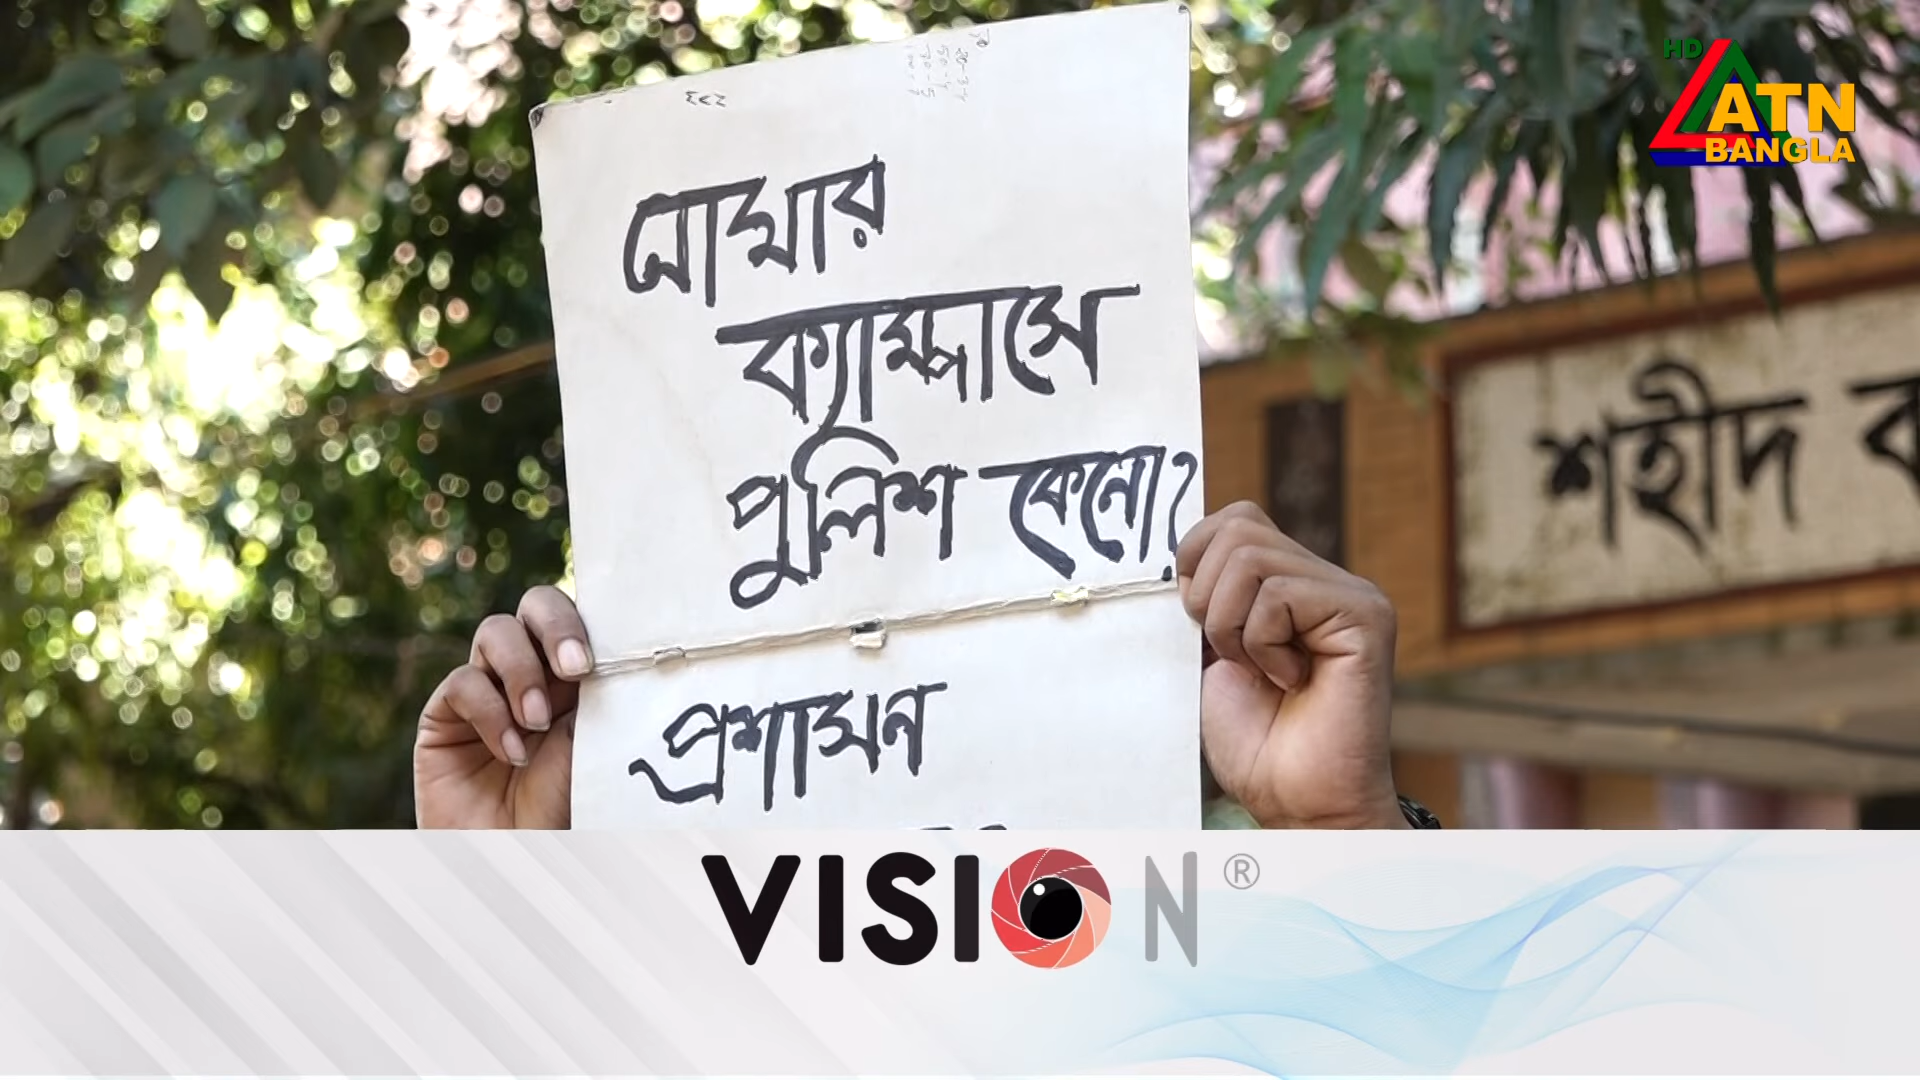 HD
ATN
BANGLA
আমার
ক্যাম্পাসে
পুলিশ কেনো?
প্রশাসন
শহীদ
VISION®